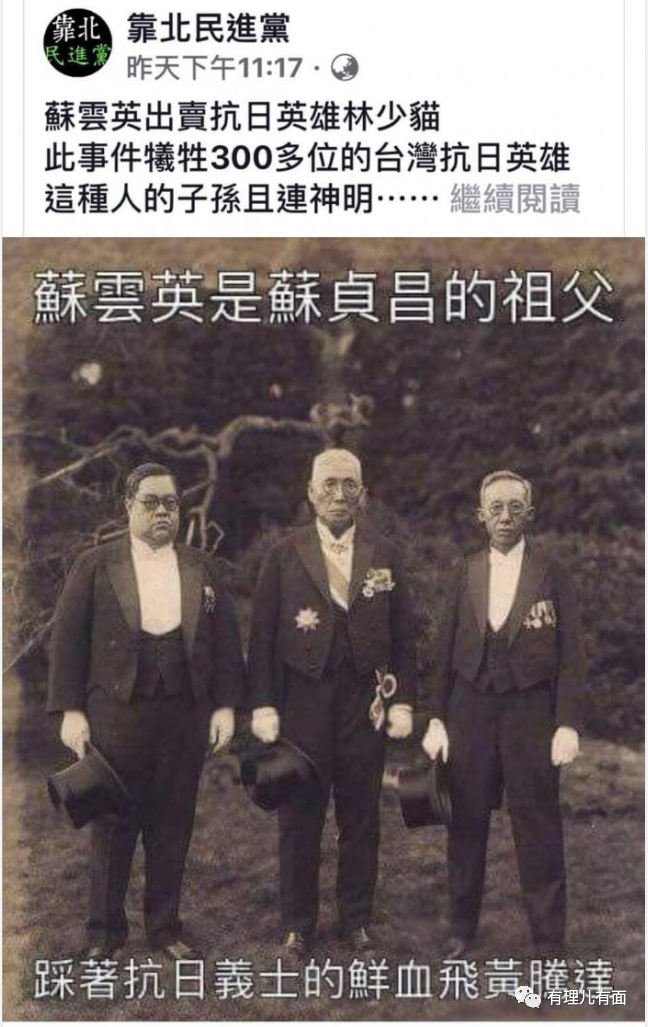 靠北
民進黨
靠北民進黨
昨天下午11:17 ·
蘇雲英出賣抗日英雄林少貓
此事件犧牲300多位的台灣抗日英雄
這種人的子孫且連神明⋯⋯ 繼續閱讀
蘇雲英是蘇貞昌的祖父
踩著抗日義士的鮮血飛黃騰達
有理儿有面